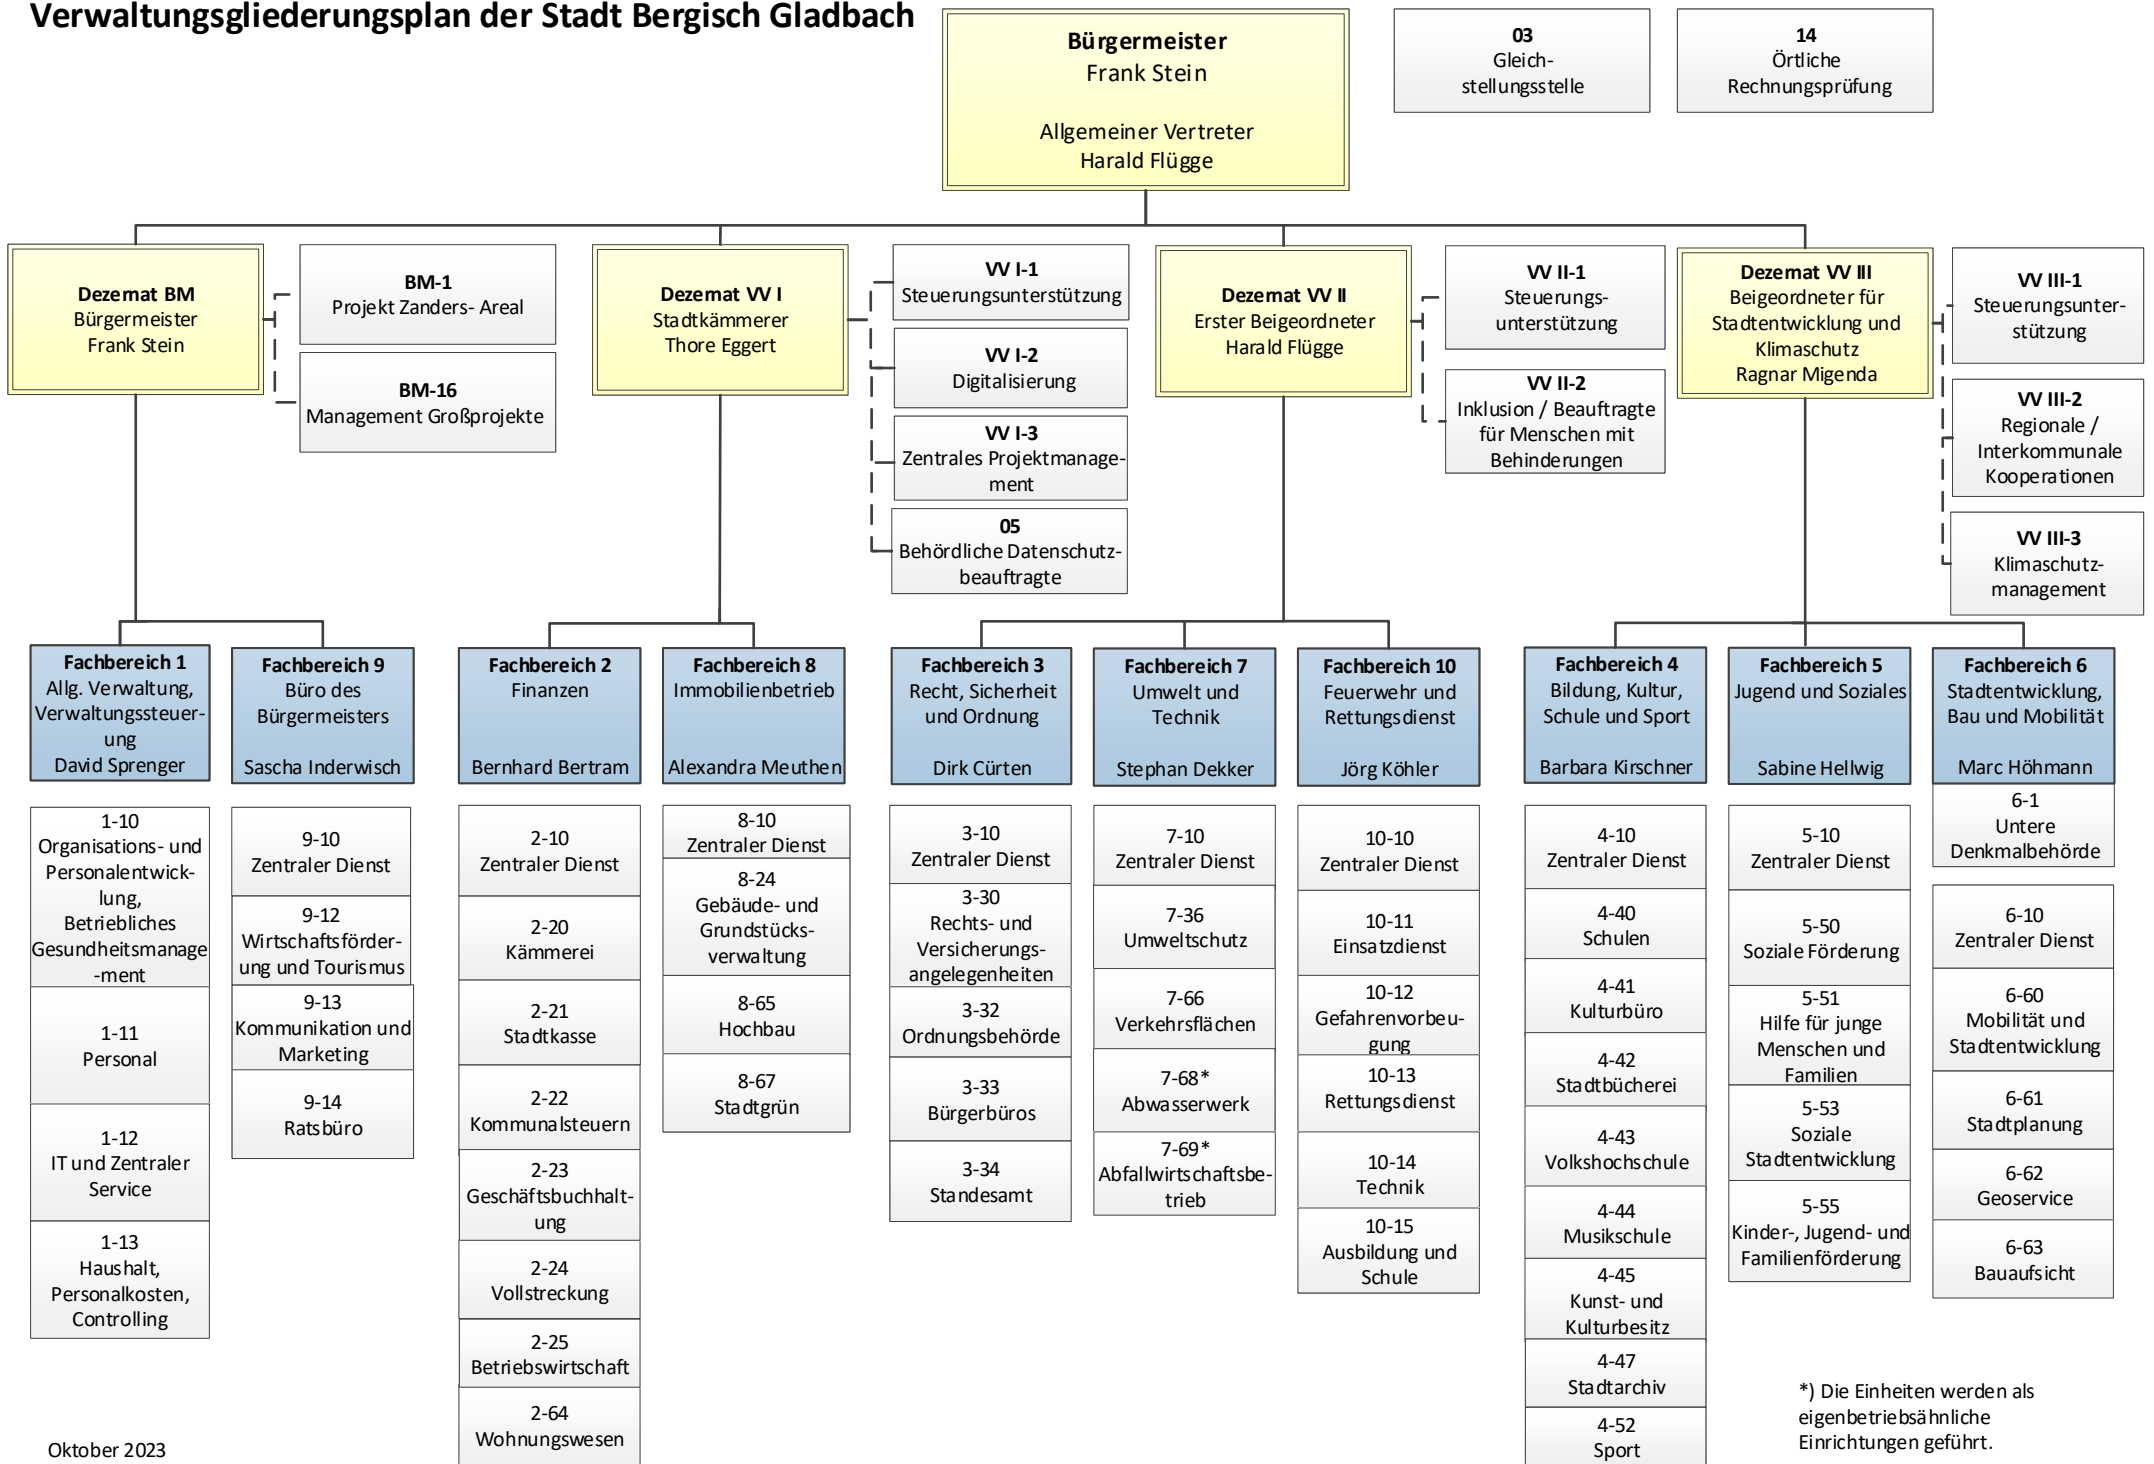 Verwaltungsgliederungsplan der Stadt Bergisch Gladbach
Bürgermeister
Frank Stein
Allgemeiner Vertreter
Harald Flügge
03
Gleich-
stellungsstelle
14
Örtliche
Rechnungsprüfung
Dezernat BM
Bürgermeister
Frank Stein
BM-1
Projekt Zanders- Areal
BM-16
Management Großprojekte
Dezernat VV I
Stadtkämmerer
Thore Eggert
VV I-1
Steuerungsunterstützung
VV I-2
Digitalisierung
VV I-3
Zentrales Projektmanage-
ment
05
Behördliche Datenschutz-
beauftragte
Dezernat VV II
Erster Beigeordneter
Harald Flügge
VV II-1
Steuerungs-
unterstützung
VV II-2
Inklusion / Beauftragte
für Menschen mit
Behinderungen
Dezernat VV III
Beigeordneter für
Stadtentwicklung und
Klimaschutz
Ragnar Migenda
VV III-1
Steuerungsunter-
stützung
VV III-2
Regionale /
Interkommunale
Kooperationen
VV III-3
Klimaschutz-
management
Fachbereich 1
Allg. Verwaltung,
Verwaltungssteuer-
ung
David Sprenger
Fachbereich 9
Büro des
Bürgermeisters
Sascha Inderwisch
Fachbereich 2
Finanzen
Bernhard Bertram
Fachbereich 8
Immobilienbetrieb
Alexandra Meuthen
Fachbereich 3
Recht, Sicherheit
und Ordnung
Dirk Cürten
Fachbereich 7
Umwelt und
Technik
Stephan Dekker
Fachbereich 10
Feuerwehr und
Rettungsdienst
Jörg Köhler
Fachbereich 4
Bildung, Kultur,
Schule und Sport
Barbara Kirschner
Fachbereich 5
Jugend und Soziales
Sabine Hellwig
Fachbereich 6
Stadtentwicklung,
Bau und Mobilität
Marc Höhmann
1-10
Organisations- und
Personalentwick-
lung,
Betriebliches
Gesundheitsmanage
-ment
1-11
Personal
1-12
IT und Zentraler
Service
1-13
Haushalt,
Personalkosten,
Controlling
9-10
Zentraler Dienst
9-12
Wirtschaftsförder-
ung und Tourismus
9-13
Kommunikation und
Marketing
9-14
Ratsbüro
2-10
Zentraler Dienst
2-20
Kämmerei
2-21
Stadtkasse
2-22
Kommunalsteuern
2-23
Geschäftsbuchhalt-
ung
2-24
Vollstreckung
2-25
Betriebswirtschaft
2-64
Wohnungswesen
8-10
Zentraler Dienst
8-24
Gebäude- und
Grundstücks-
verwaltung
8-65
Hochbau
8-67
Stadtgrün
3-10
Zentraler Dienst
3-30
Rechts- und
Versicherungs-
angelegenheiten
3-32
Ordnungsbehörde
3-33
Bürgerbüros
3-34
Standesamt
7-10
Zentraler Dienst
7-36
Umweltschutz
7-66
Verkehrsflächen
7-68*
Abwasserwerk
7-69*
Abfallwirtschaftsbe-
trieb
10-10
Zentraler Dienst
10-11
Einsatzdienst
10-12
Gefahrenvorbeu-
gung
10-13
Rettungsdienst
10-14
Technik
10-15
Ausbildung und
Schule
4-10
Zentraler Dienst
4-40
Schulen
4-41
Kulturbüro
4-42
Stadtbücherei
4-43
Volkshochschule
4-44
Musikschule
4-45
Kunst- und
Kulturbesitz
4-47
Stadtarchiv
4-52
Sport
5-10
Zentraler Dienst
5-50
Soziale Förderung
5-51
Hilfe für junge
Menschen und
Familien
5-53
Soziale
Stadtentwicklung
5-55
Kinder-, Jugend- und
Familienförderung
6-1
Untere
Denkmalbehörde
6-10
Zentraler Dienst
6-60
Mobilität und
Stadtentwicklung
6-61
Stadtplanung
6-62
Geoservice
6-63
Bauaufsicht
*) Die Einheiten werden als
eigenbetriebsähnliche
Einrichtungen geführt.
Oktober 2023